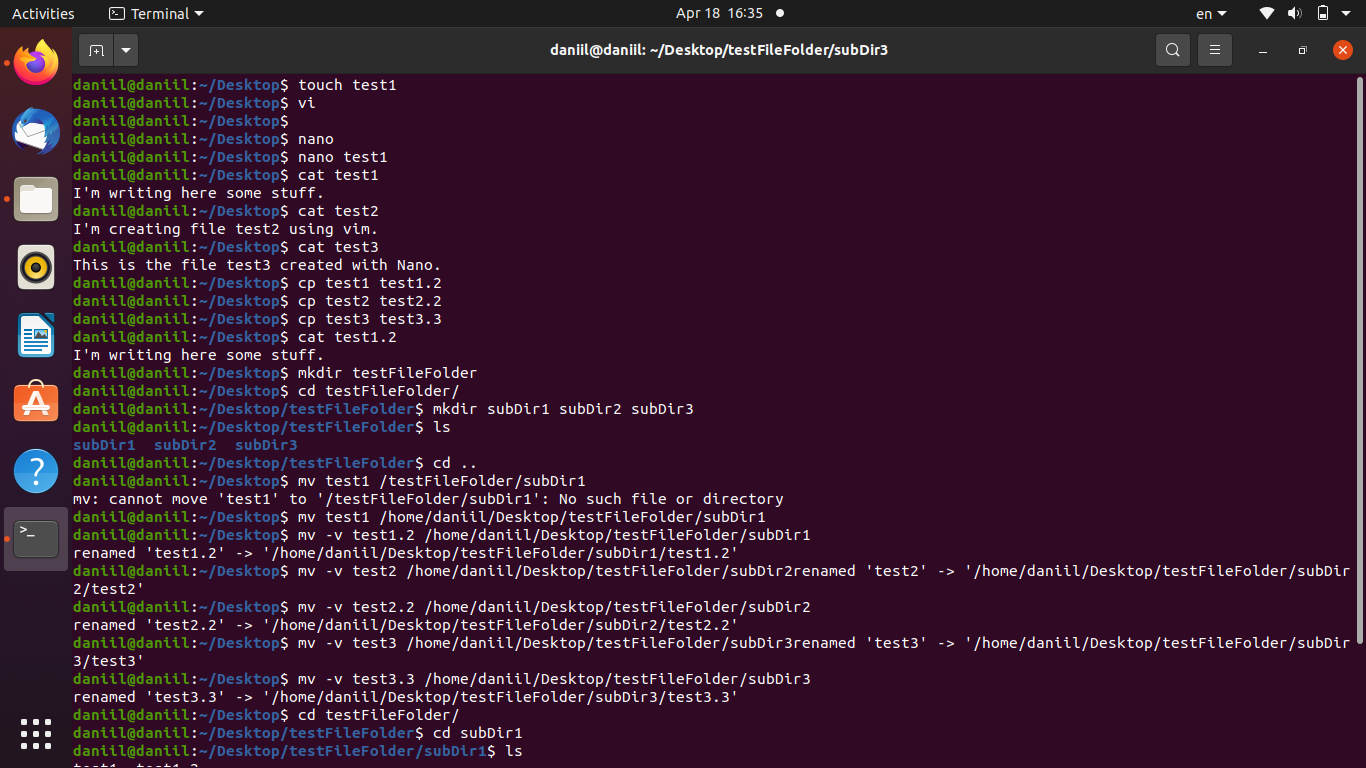 Activities Terminal Apr 18 16:35 en
daniil@daniil: ~/Desktop/testFileFolder/subDir3
daniil@daniil:~/Desktop$ touch test1
daniil@daniil:~/Desktop$ vi
daniil@daniil:~/Desktop$
daniil@daniil:~/Desktop$ nano
daniil@daniil:~/Desktop$ nano test1
daniil@daniil:~/Desktop$ cat test1
I'm writing here some stuff.
daniil@daniil:~/Desktop$ cat test2
I'm creating file test2 using vim.
daniil@daniil:~/Desktop$ cat test3
This is the file test3 created with Nano.
daniil@daniil:~/Desktop$ cp test1 test1.2
daniil@daniil:~/Desktop$ cp test2 test2.2
daniil@daniil:~/Desktop$ cp test3 test3.3
daniil@daniil:~/Desktop$ cat test1.2
I'm writing here some stuff.
daniil@daniil:~/Desktop$ mkdir testFileFolder
daniil@daniil:~/Desktop$ cd testFileFolder/
daniil@daniil:~/Desktop/testFileFolder$ mkdir subDir1 subDir2 subDir3
daniil@daniil:~/Desktop/testFileFolder$ ls
subDir1 subDir2 subDir3
daniil@daniil:~/Desktop/testFileFolder$ cd ..
daniil@daniil:~/Desktop$ mv test1 /testFileFolder/subDir1
mv: cannot move 'test1' to '/testFileFolder/subDir1': No such file or directory
daniil@daniil:~/Desktop$ mv test1 /home/daniil/Desktop/testFileFolder/subDir1
daniil@daniil:~/Desktop$ mv -v test1.2 /home/daniil/Desktop/testFileFolder/subDir1
renamed 'test1.2' -> '/home/daniil/Desktop/testFileFolder/subDir1/test1.2'
daniil@daniil:~/Desktop$ mv -v test2 /home/daniil/Desktop/testFileFolder/subDir2renamed 'test2' -> '/home/daniil/Desktop/testFileFolder/subDir
2/test2'
daniil@daniil:~/Desktop$ mv -v test2.2 /home/daniil/Desktop/testFileFolder/subDir2
renamed 'test2.2' -> '/home/daniil/Desktop/testFileFolder/subDir2/test2.2'
daniil@daniil:~/Desktop$ mv -v test3 /home/daniil/Desktop/testFileFolder/subDir3renamed 'test3' -> '/home/daniil/Desktop/testFileFolder/subDir
3/test3'
daniil@daniil:~/Desktop$ mv -v test3.3 /home/daniil/Desktop/testFileFolder/subDir3
renamed 'test3.3' -> '/home/daniil/Desktop/testFileFolder/subDir3/test3.3'
daniil@daniil:~/Desktop$ cd testFileFolder/
daniil@daniil:~/Desktop/testFileFolder$ cd subDir1
daniil@daniil:~/Desktop/testFileFolder/subDir1$ ls